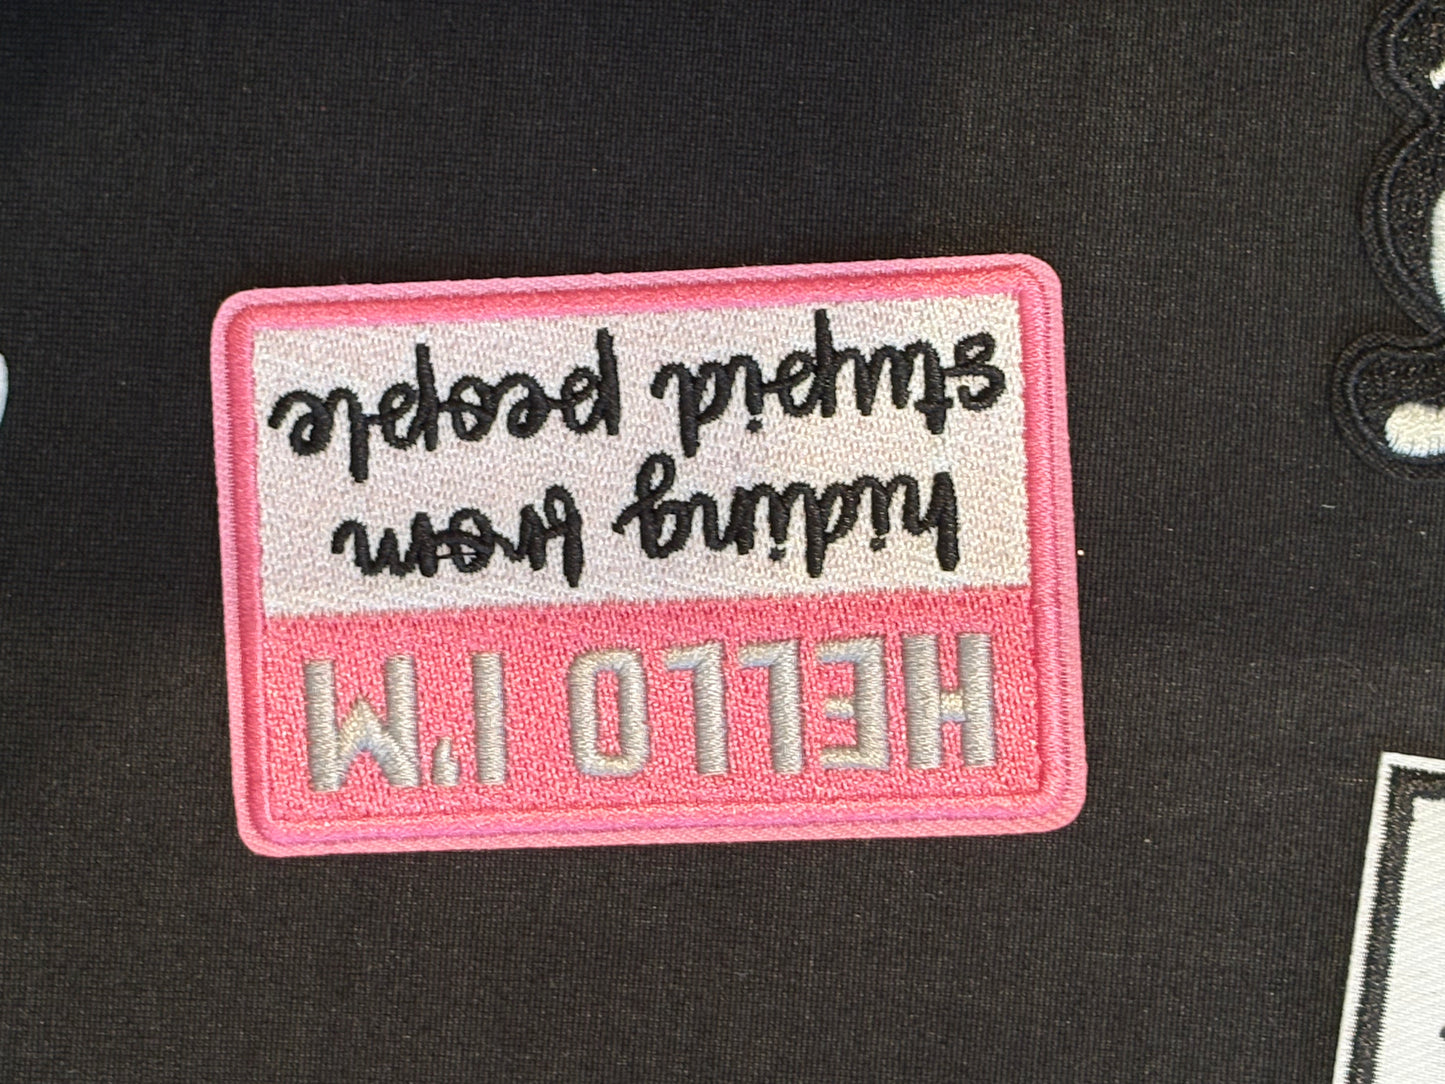 HELLO I'M
hiding from
stupid people